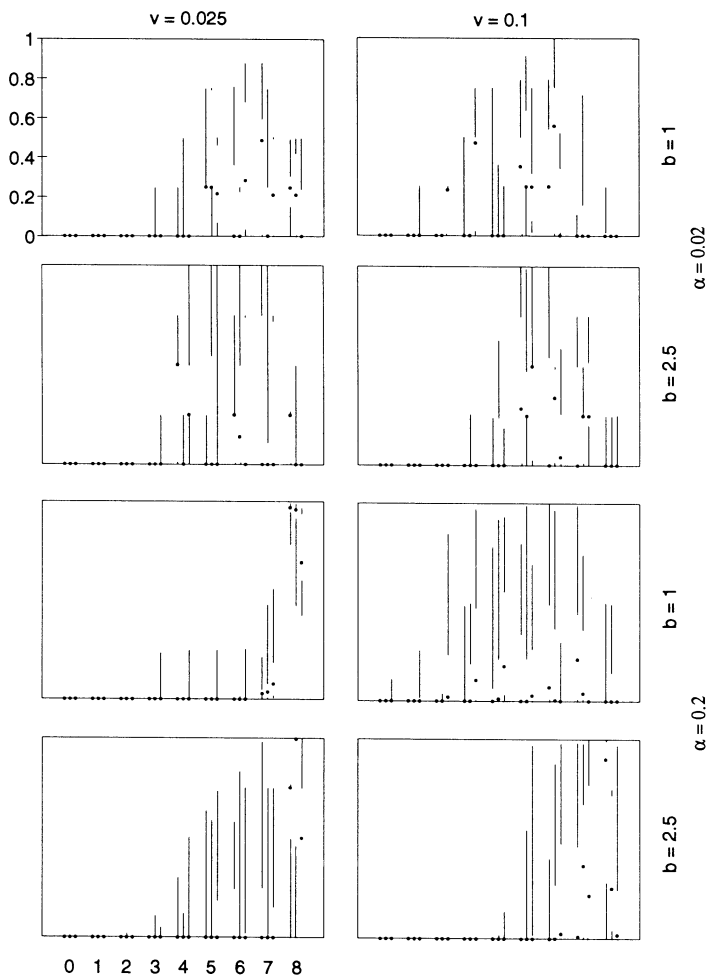 v = 0.025
v = 0.1
1
0.8
0.6
0.4
0.2
0
b = 1
α = 0.02
b = 2.5
b = 1
α = 0.2
b = 2.5
0 1 2 3 4 5 6 7 8